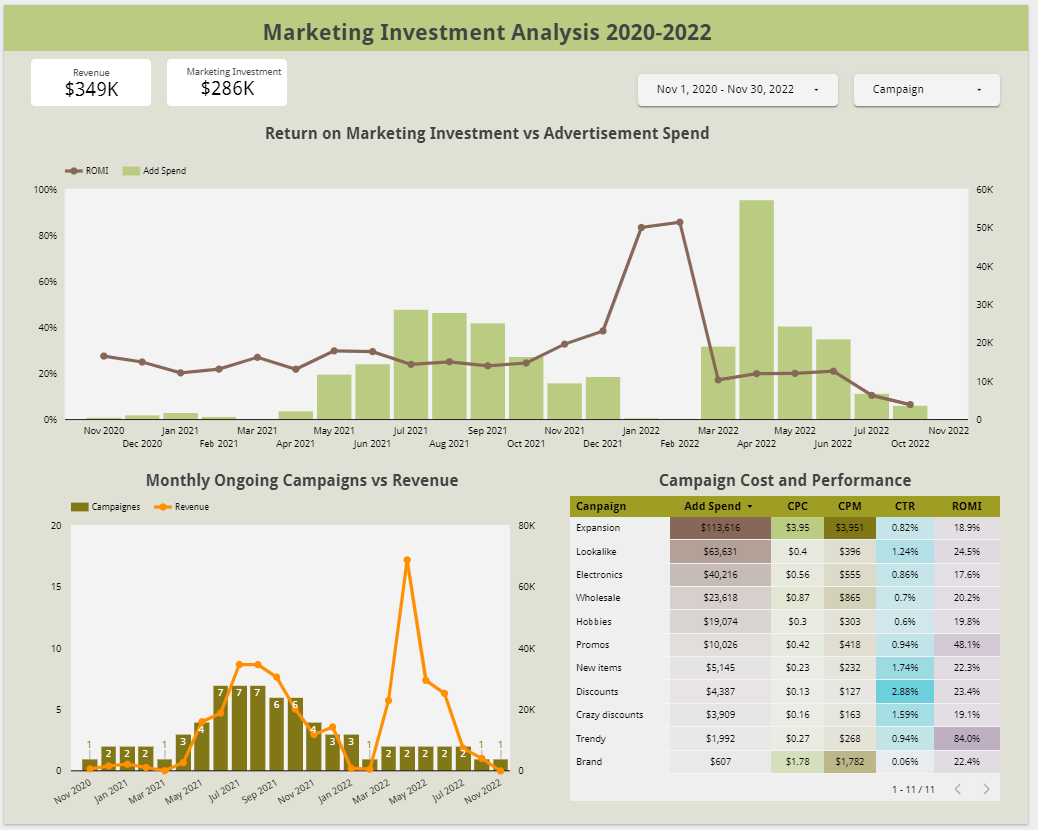 Marketing Investment Analysis 2020-2022
Revenue
$349K
Marketing Investment
$286K
Nov 1, 2020 - Nov 30, 2022
Campaign
Return on Marketing Investment vs Advertisement Spend
ROMI Add Spend
100% 60K
80% 50K
60% 40K
40% 30K
20% 20K
0% 10K
0
Nov 2020 Jan 2021 Mar 2021 May 2021 Jul 2021 Sep 2021 Nov 2021 Jan 2022 Mar 2022 May 2022 Jul 2022 Nov 2022
Dec 2020 Feb 2021 Apr 2021 Jun 2021 Aug 2021 Oct 2021 Dec 2021 Feb 2022 Apr 2022 Jun 2022 Oct 2022
Monthly Ongoing Campaigns vs Revenue
Campaignes Revenue
20 80K
15 60K
10 40K
5 20K
0 0
1 2 2 2 1 3 4 7 7 7 6 6 4 3 3 1 2 2 2 2 2 1 1
Nov 2020 Jan 2021 Mar 2021 May 2021 Jul 2021 Sep 2021 Nov 2021 Jan 2022 Mar 2022 May 2022 Jul 2022 Nov 2022
Campaign Cost and Performance
Campaign Add Spend CPC CPM CTR ROMI
Expansion $113,616 $3.95 $3,951 0.82% 18.9%
Lookalike $63,631 $0.4 $396 1.24% 24.5%
Electronics $40,216 $0.56 $555 0.86% 17.6%
Wholesale $23,618 $0.87 $865 0.7% 20.2%
Hobbies $19,074 $0.3 $303 0.6% 19.8%
Promos $10,026 $0.42 $418 0.94% 48.1%
New items $5,145 $0.23 $232 1.74% 22.3%
Discounts $4,387 $0.13 $127 2.88% 23.4%
Crazy discounts $3,909 $0.16 $163 1.59% 19.1%
Trendy $1,992 $0.27 $268 0.94% 84.0%
Brand $607 $1.78 $1,782 0.06% 22.4%
1 - 11 / 11